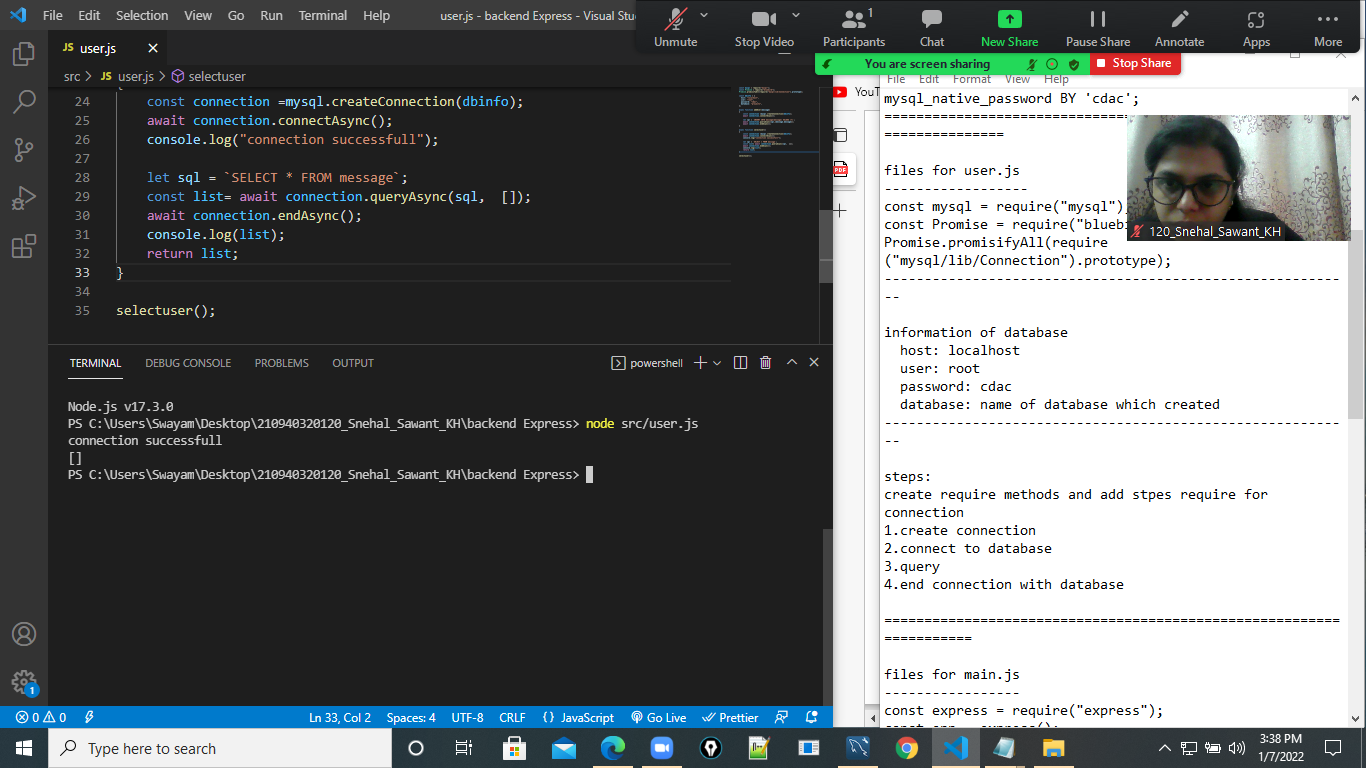 File Edit Selection View Go Run Terminal Help user.js - backend Express - Visual Stu
Unmute Stop Video Participants 1 Chat New Share Pause Share Annotate Apps More
You are screen sharing Stop Share
JS user.js
src > JS user.js > selectuser
24 const connection =mysql.createConnection(dbinfo);
25 await connection.connectAsync();
26 console.log("connection successfull");
27
28 let sql = `SELECT * FROM message`;
29 const list= await connection.queryAsync(sql,  []);
30 await connection.endAsync();
31 console.log(list);
32 return list;
33 }
34
35 selectuser();
TERMINAL DEBUG CONSOLE PROBLEMS OUTPUT powershell
Node.js v17.3.0
PS C:\Users\Swayam\Desktop\210940320120_Snehal_Sawant_KH\backend Express> node src/user.js
connection successfull
[]
PS C:\Users\Swayam\Desktop\210940320120_Snehal_Sawant_KH\backend Express>
0 0 Ln 33, Col 2 Spaces: 4 UTF-8 CRLF {} JavaScript Go Live Prettier
File Edit Format View Help
YouT
PDF
mysql_native_password BY 'cdac';
===============
files for user.js
------------------
const mysql = require("mysql")
const Promise = require("blueb
Promise.promisifyAll(require
("mysql/lib/Connection").prototype);
---------------------------------------------------------
--
information of database
host: localhost
user: root
password: cdac
database: name of database which created
---------------------------------------------------------
--
steps:
create require methods and add stpes require for
connection
1.create connection
2.connect to database
3.query
4.end connection with database
=========================================================
===========
files for main.js
-----------------
const express = require("express");
120_Snehal_Sawant_KH
1
Type here to search
3:38 PM
1/7/2022